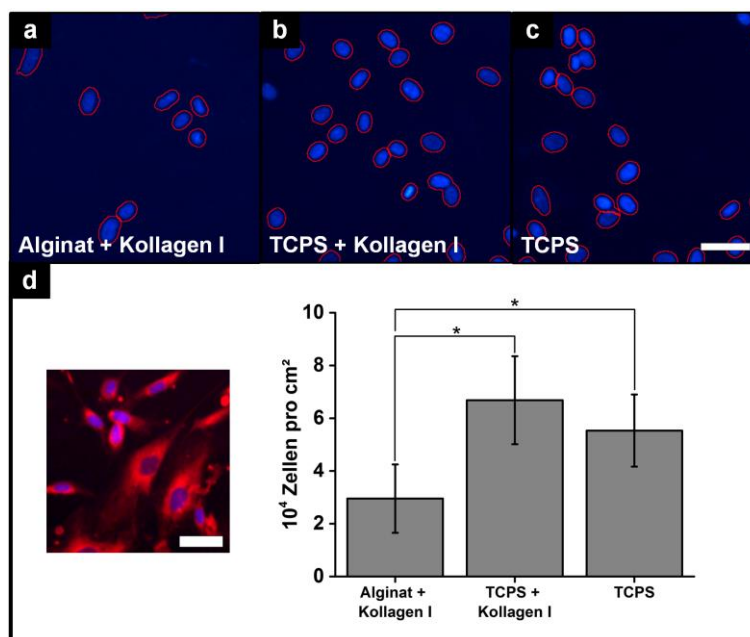 a
b
c
Alginat + Kollagen I
TCPS + Kollagen I
TCPS
d
10
8
6
4
2
0
10⁴ Zellen pro cm²
*
*
Alginat +
Kollagen I
TCPS +
Kollagen I
TCPS